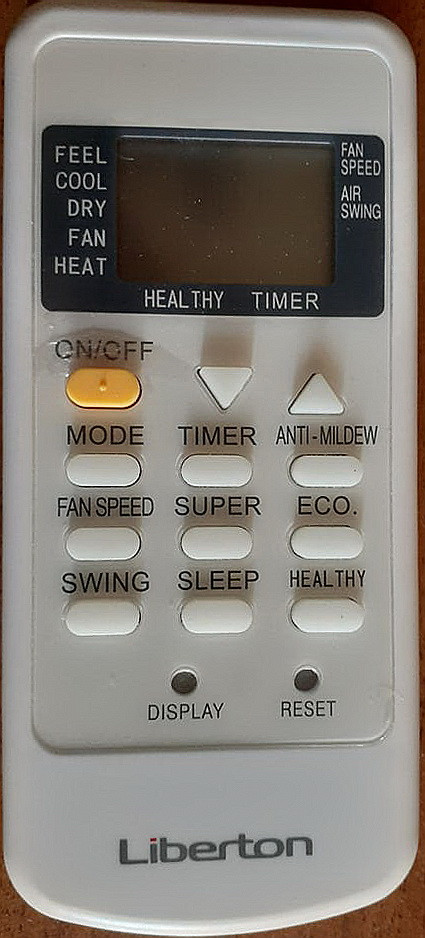 FEEL
COOL
DRY
FAN
HEAT
FAN
SPEED
AIR
SWING
HEALTHY TIMER
ON/OFF
MODE TIMER ANTI-MILDEW
FAN SPEED SUPER ECO.
SWING SLEEP HEALTHY
DISPLAY RESET
Liberton